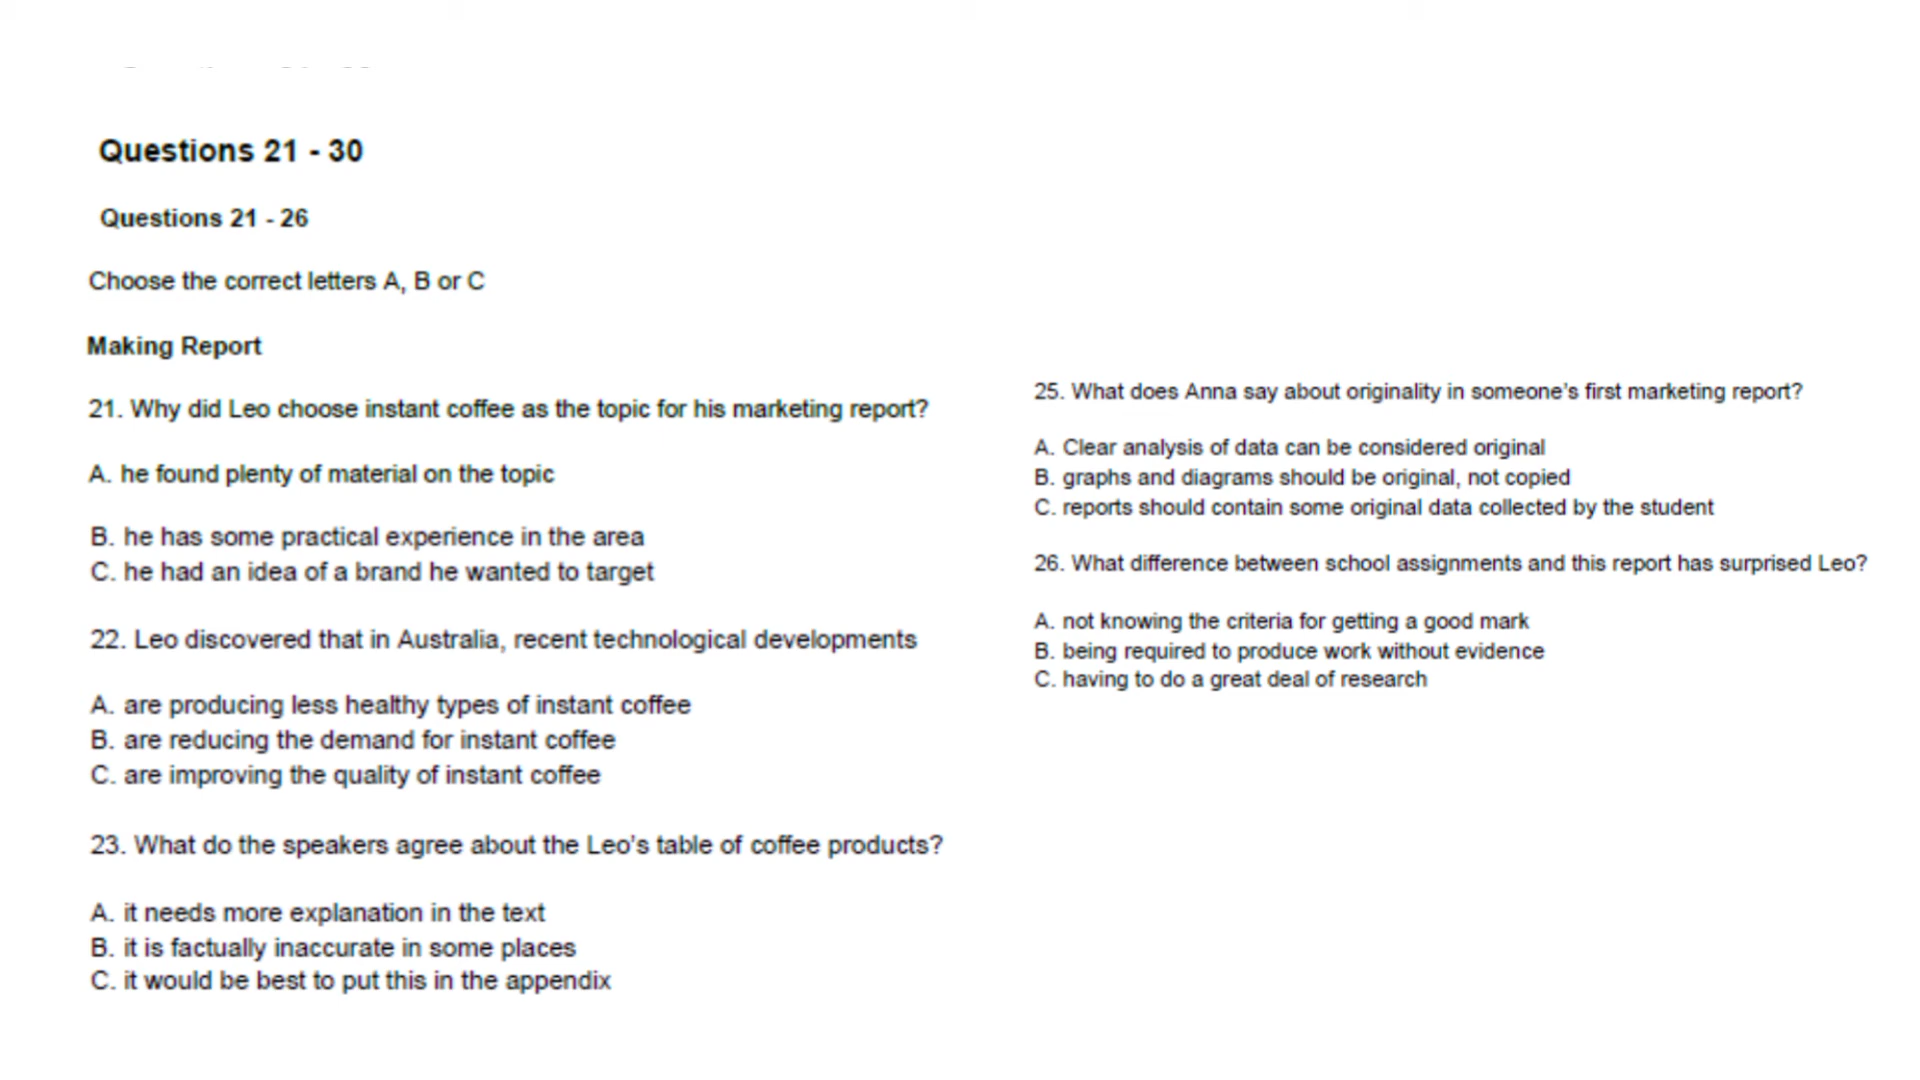 Questions 21 - 30
Questions 21 - 26
Choose the correct letters A, B or C
Making Report
21. Why did Leo choose instant coffee as the topic for his marketing report?
A. he found plenty of material on the topic
B. he has some practical experience in the area
C. he had an idea of a brand he wanted to target
22. Leo discovered that in Australia, recent technological developments
A. are producing less healthy types of instant coffee
B. are reducing the demand for instant coffee
C. are improving the quality of instant coffee
23. What do the speakers agree about the Leo's table of coffee products?
A. it needs more explanation in the text
B. it is factually inaccurate in some places
C. it would be best to put this in the appendix
25. What does Anna say about originality in someone's first marketing report?
A. Clear analysis of data can be considered original
B. graphs and diagrams should be original, not copied
C. reports should contain some original data collected by the student
26. What difference between school assignments and this report has surprised Leo?
A. not knowing the criteria for getting a good mark
B. being required to produce work without evidence
C. having to do a great deal of research